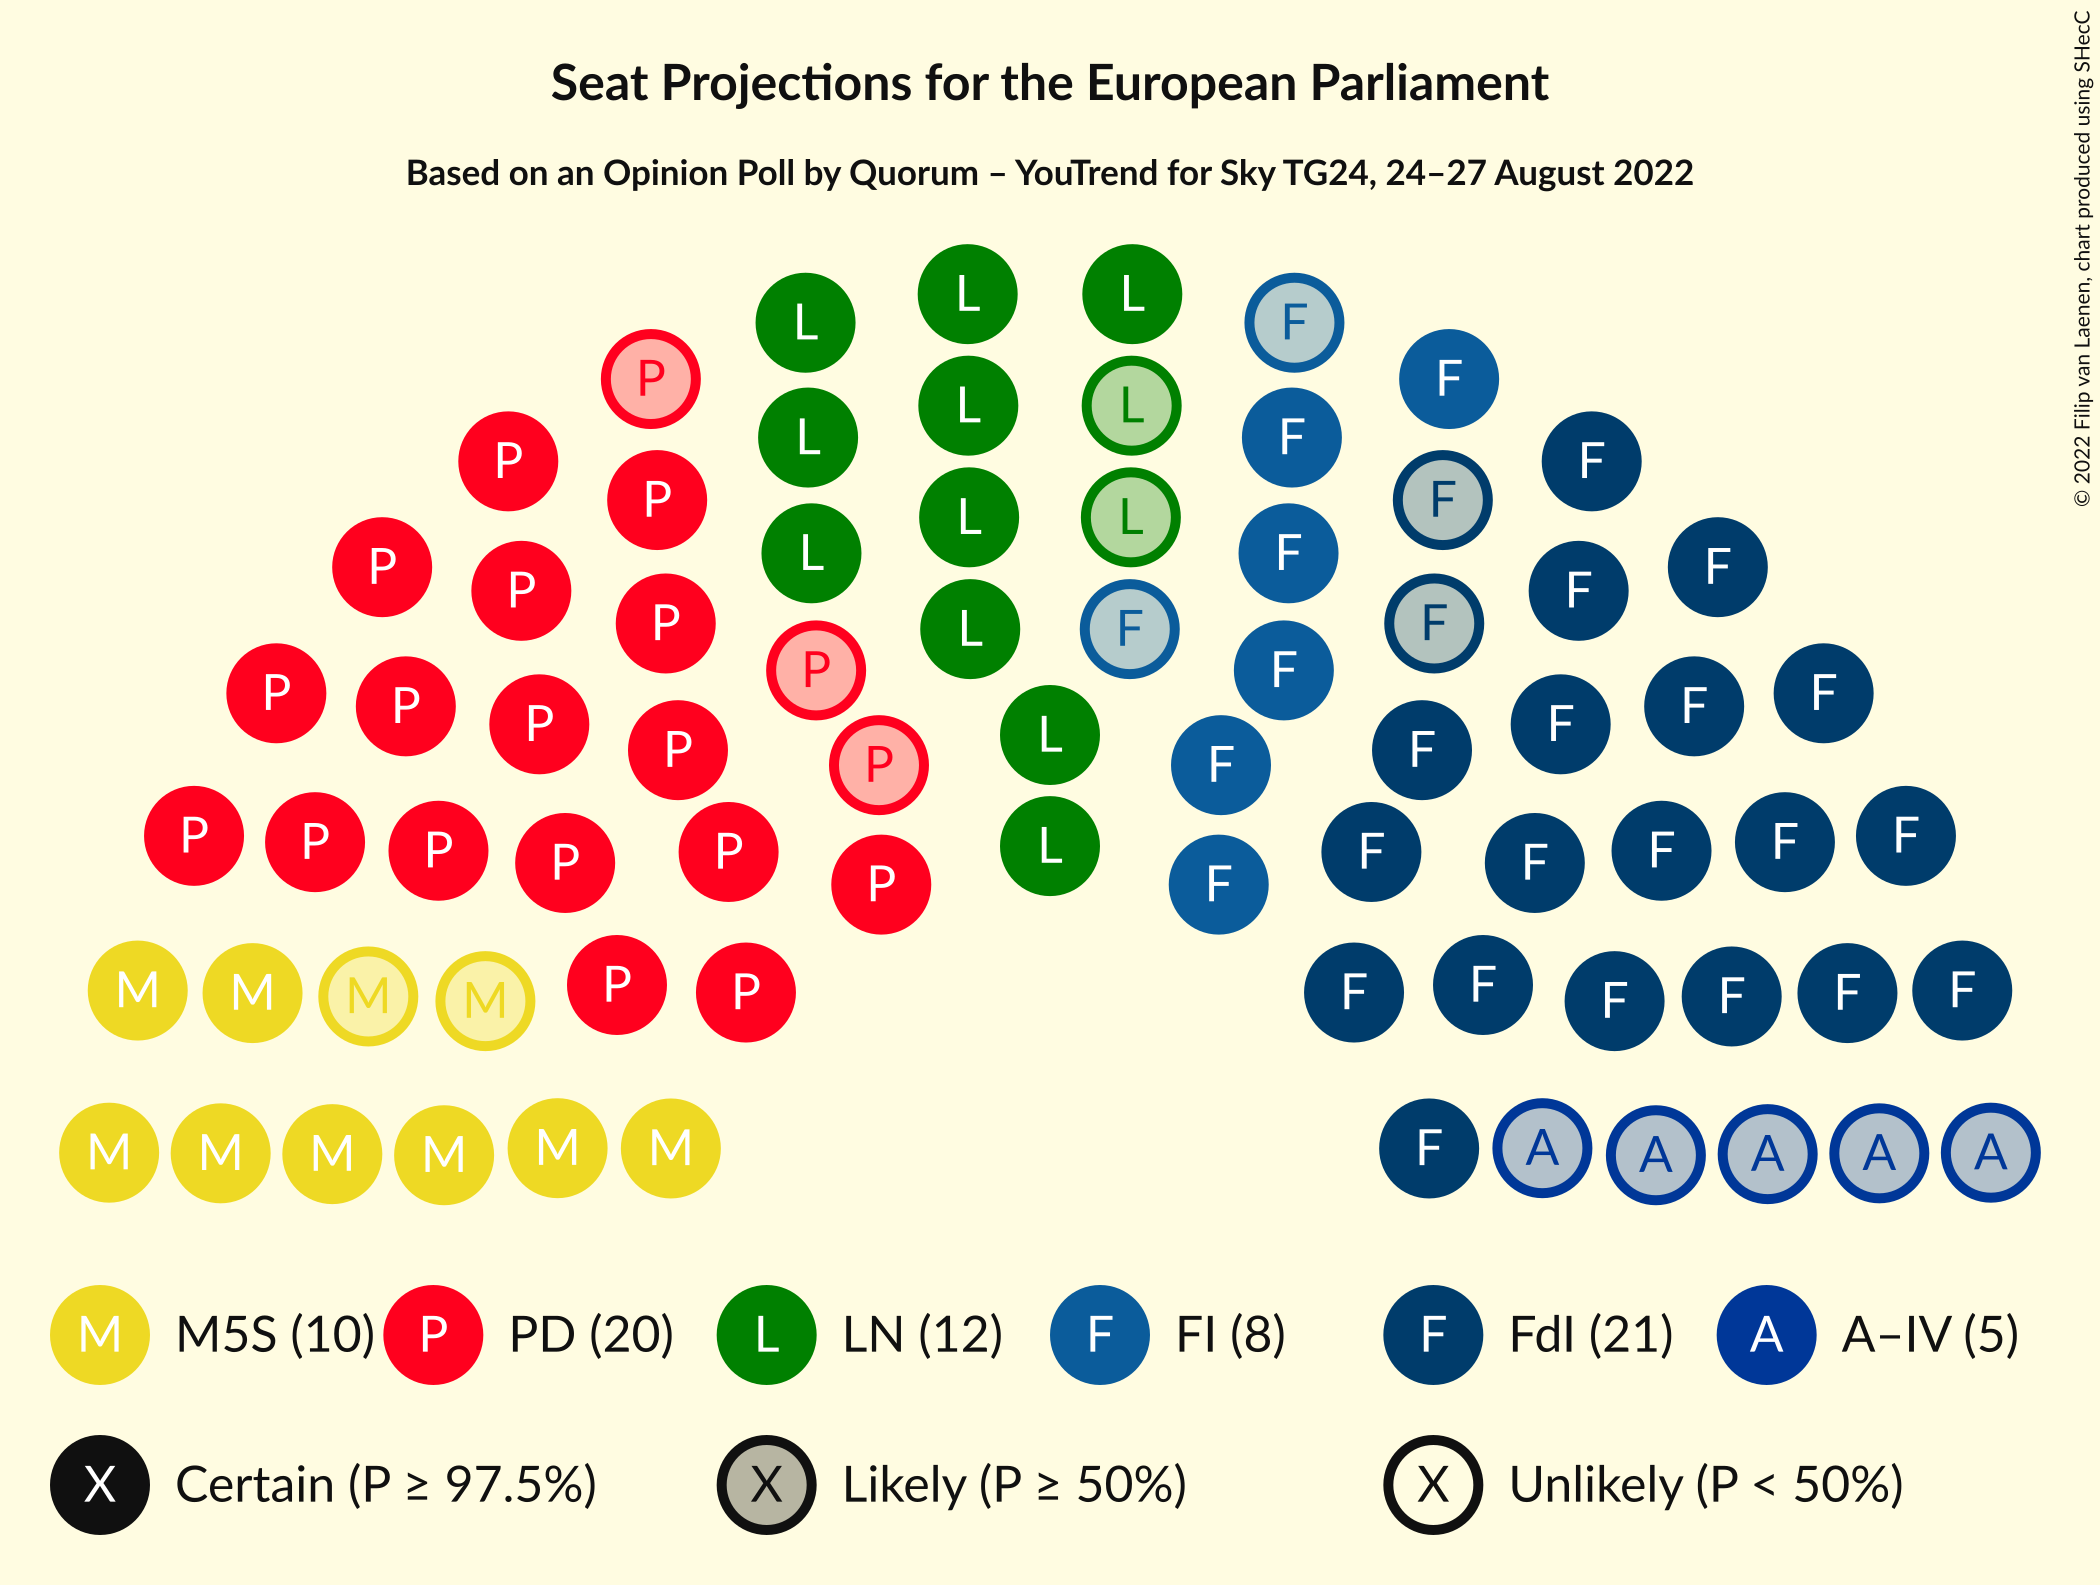 Seat Projections for the European Parliament
Based on an Opinion Poll by Quorum – YouTrend for Sky TG24, 24–27 August 2022
© 2022 Filip van Laenen, chart produced using SHecC
L L
L F
P F
L L
L F
P F
P F
L L
P F
L F
P F
P F
P F
L F
P F
L F
P F
P F
P F
P F
L
P F
P F
P F
L
P F
P F
P F
P F
P F
M M M M P P F F F F F F
M M M M M M F A A A A A
M M5S (10) P PD (20) L LN (12) F FI (8) F FdI (21) A A–IV (5)
X Certain (P ≥ 97.5%) X Likely (P ≥ 50%) X Unlikely (P < 50%)